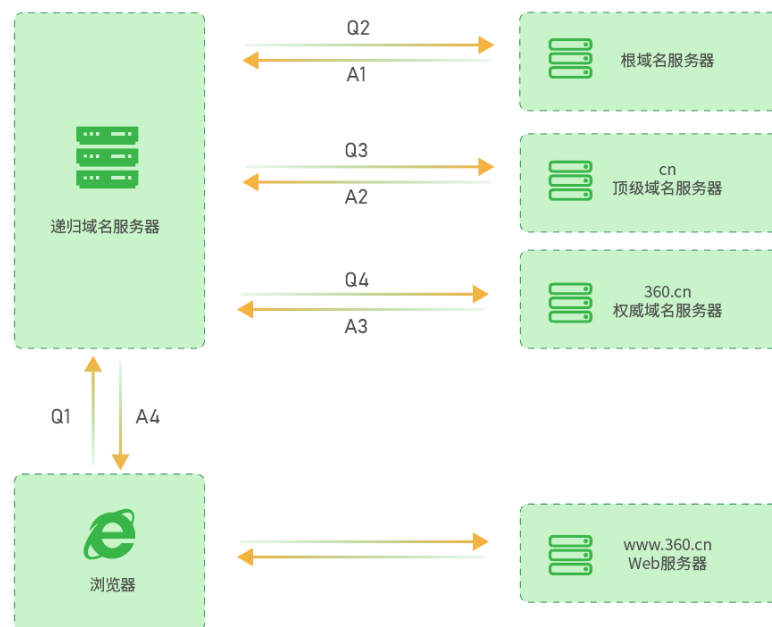 Q2
根域名服务器
A1
Q3
cn
顶级域名服务器
A2
递归域名服务器
Q4
360.cn
权威域名服务器
A3
Q1
A4
www.360.cn
Web服务器
浏览器